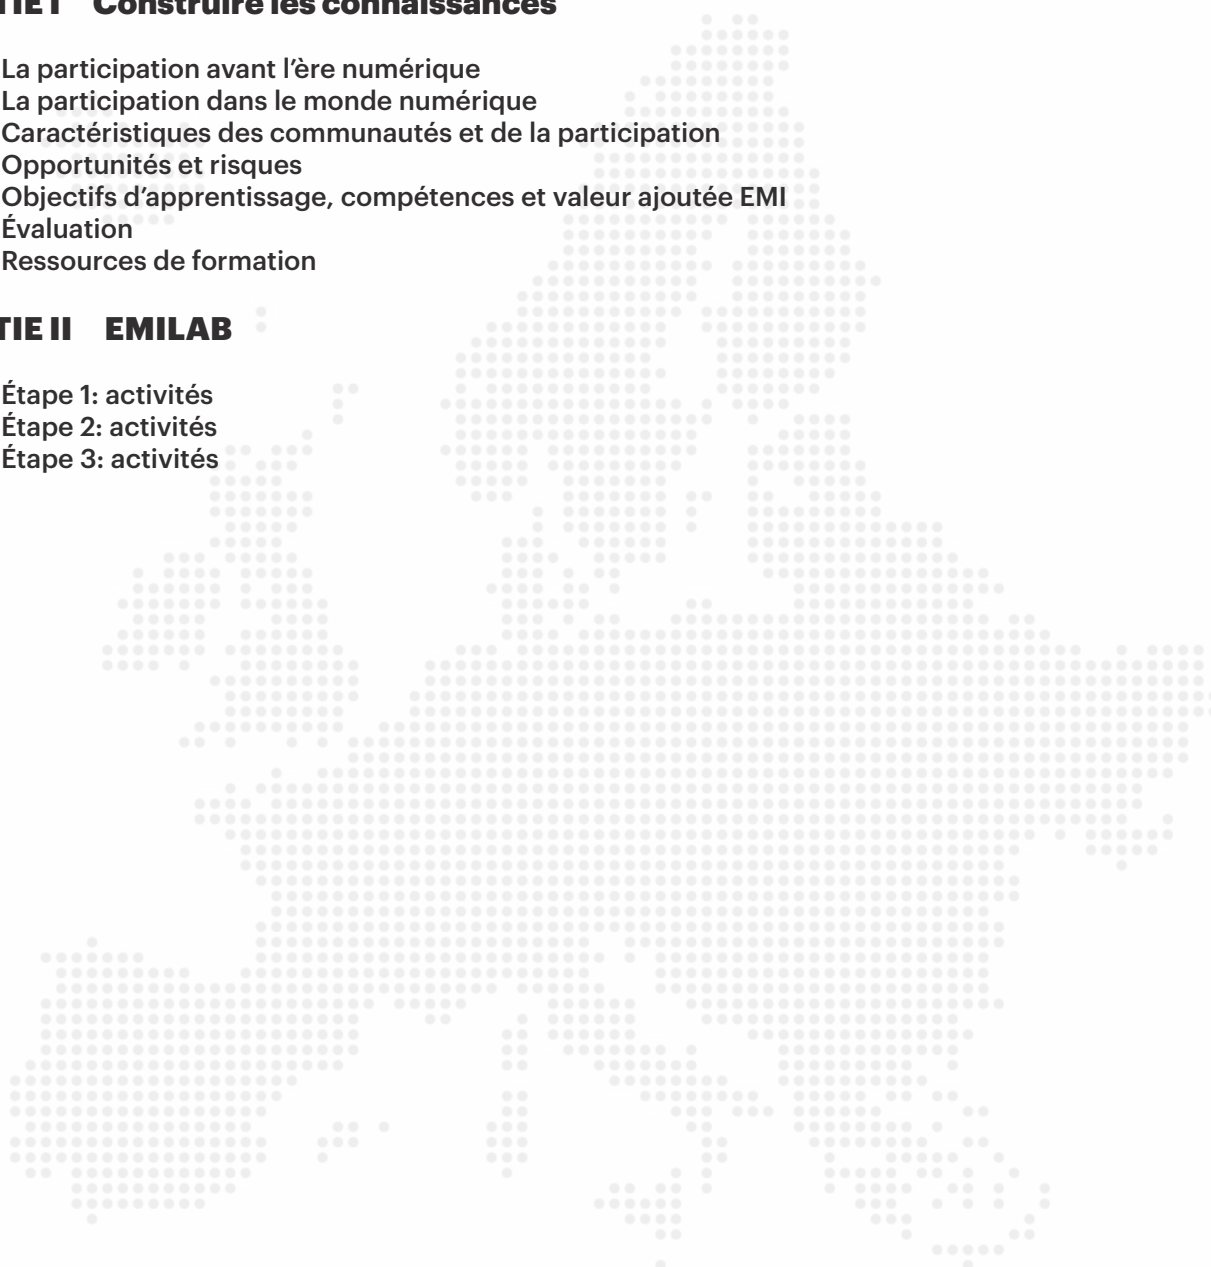 TIE I Construire les connaissances
La participation avant l’ère numérique
La participation dans le monde numérique
Caractéristiques des communautés et de la participation
Opportunités et risques
Objectifs d’apprentissage, compétences et valeur ajoutée EMI
Évaluation
Ressources de formation
TIE II EMILAB
Étape 1: activités
Étape 2: activités
Étape 3: activités